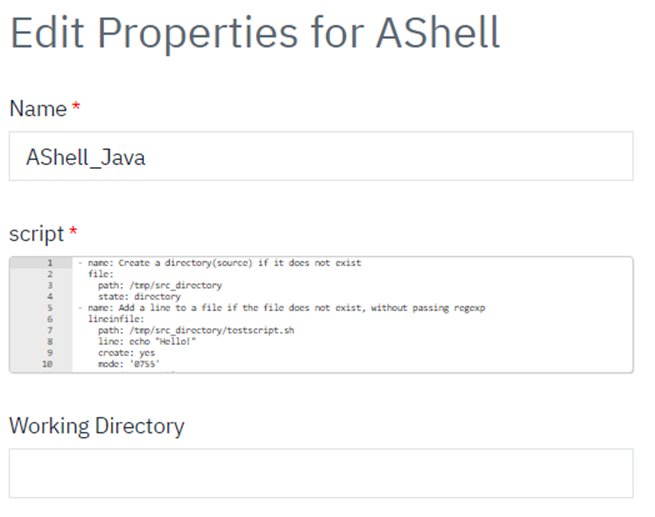 Edit Properties for AShell
Name *
AShell_Java
script *
1 - name: Create a directory(source) if it does not exist
2 file:
3 path: /tmp/src_directory
4 state: directory
5 - name: Add a line to a file if the file does not exist, without passing regexp
6 lineinfile:
7 path: /tmp/src_directory/testscript.sh
8 line: echo "Hello!"
9 create: yes
10 mode: '0755'
Working Directory